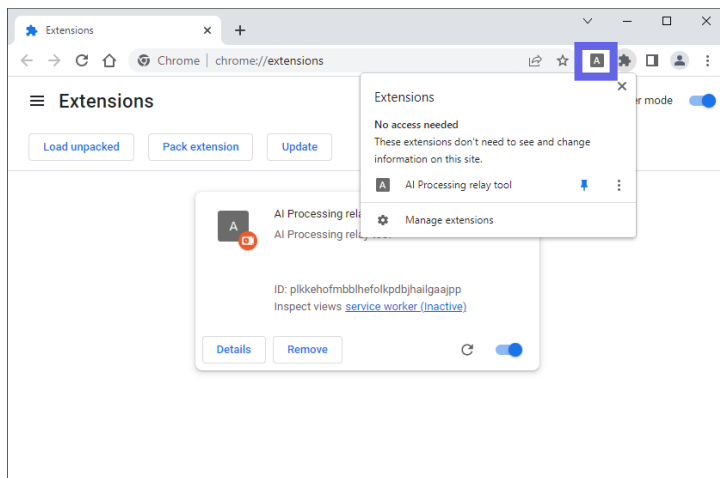 Extensions
Chrome | chrome://extensions
A
Extensions
r mode
Load unpacked
Pack extension
Update
Extensions
No access needed
These extensions don't need to see and change
information on this site.
A AI Processing relay tool
Manage extensions
A
AI Processing rel
AI Processing relay tool
ID: plkkehofmbblhefolkpdbjhailgaajpp
Inspect views service worker (Inactive)
Details
Remove